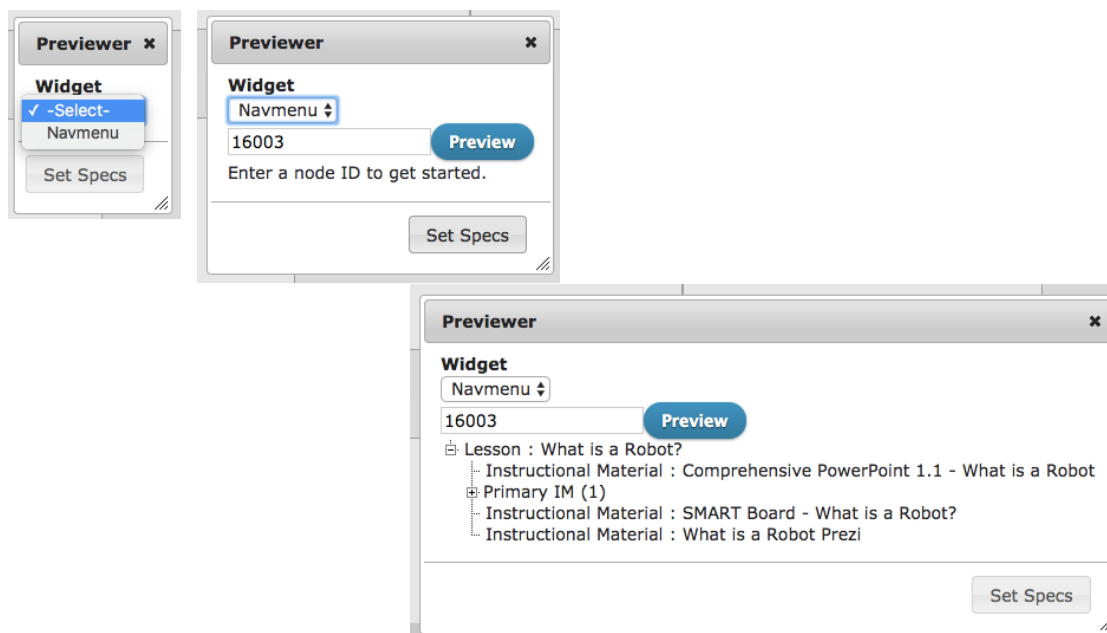 Previewer ×
Widget
✓ -Select-
Navmenu
Set Specs
Previewer ×
Widget
Navmenu
16003 Preview
Enter a node ID to get started.
Set Specs
Previewer ×
Widget
Navmenu
16003 Preview
Lesson : What is a Robot?
Instructional Material : Comprehensive PowerPoint 1.1 - What is a Robot
Primary IM (1)
Instructional Material : SMART Board - What is a Robot?
Instructional Material : What is a Robot Prezi
Set Specs